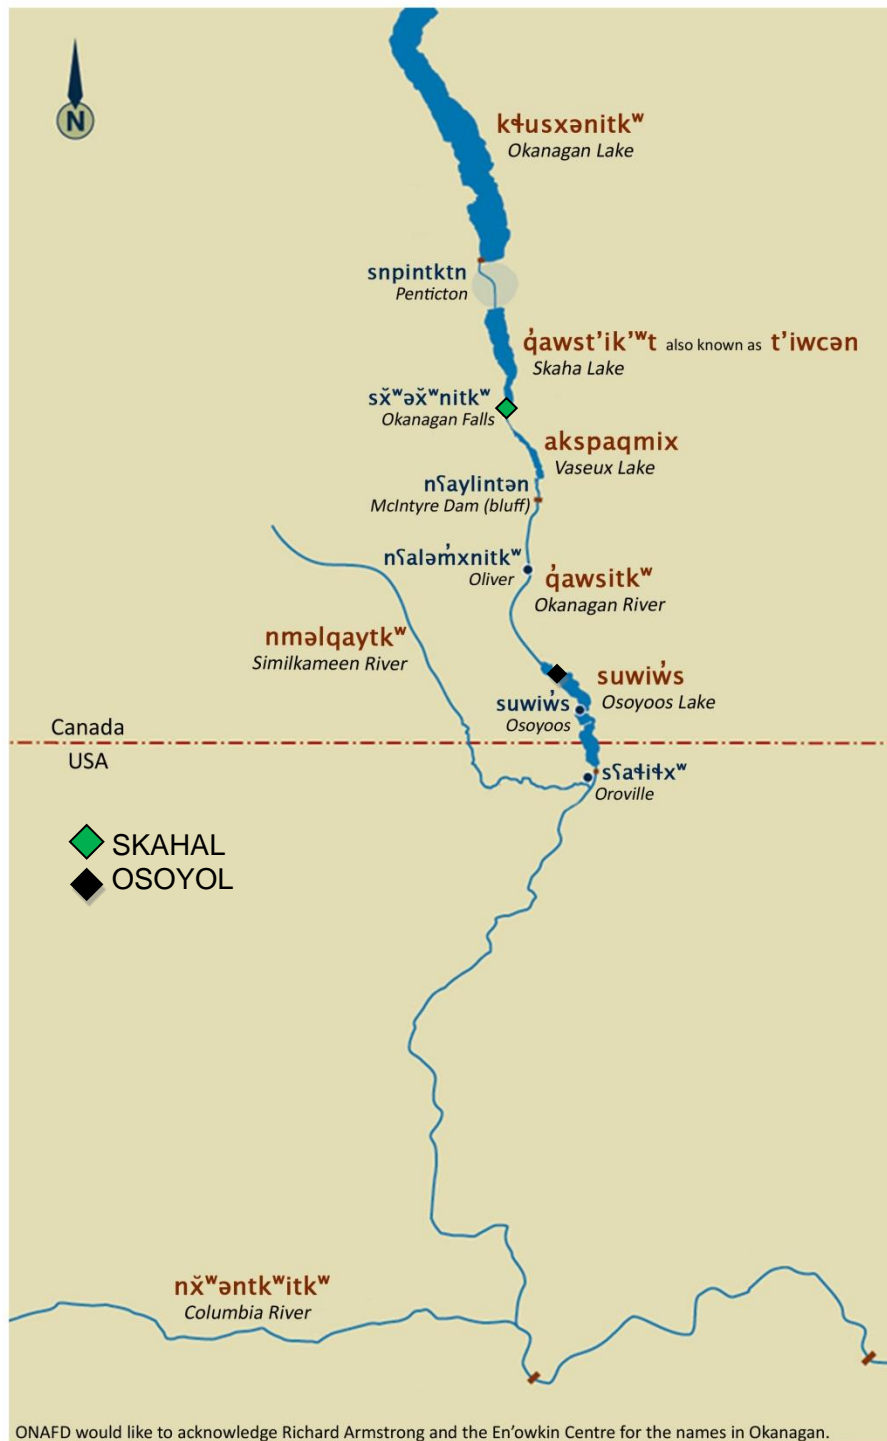 N
kɬusxənitkʷ
Okanagan Lake
snpintktn
Penticton
q̓awst’ik’ʷt also known as t’iwcən
Skaha Lake
sx̌ʷəx̌ʷnitkʷ
Okanagan Falls
akspaqmix
Vaseux Lake
nʕaylintən
McIntyre Dam (bluff)
nʕaləm̓xnitkʷ
Oliver
q̓awsitkʷ
Okanagan River
nməlqaytkʷ
Similkameen River
suwiw̓s
Osoyoos Lake
suwiw̓s
Osoyoos
Canada
USA
sʕaɬiɬxʷ
Oroville
SKAHAL
OSOYOL
nx̌ʷəntkʷitkʷ
Columbia River
ONAFD would like to acknowledge Richard Armstrong and the En’owkin Centre for the names in Okanagan.